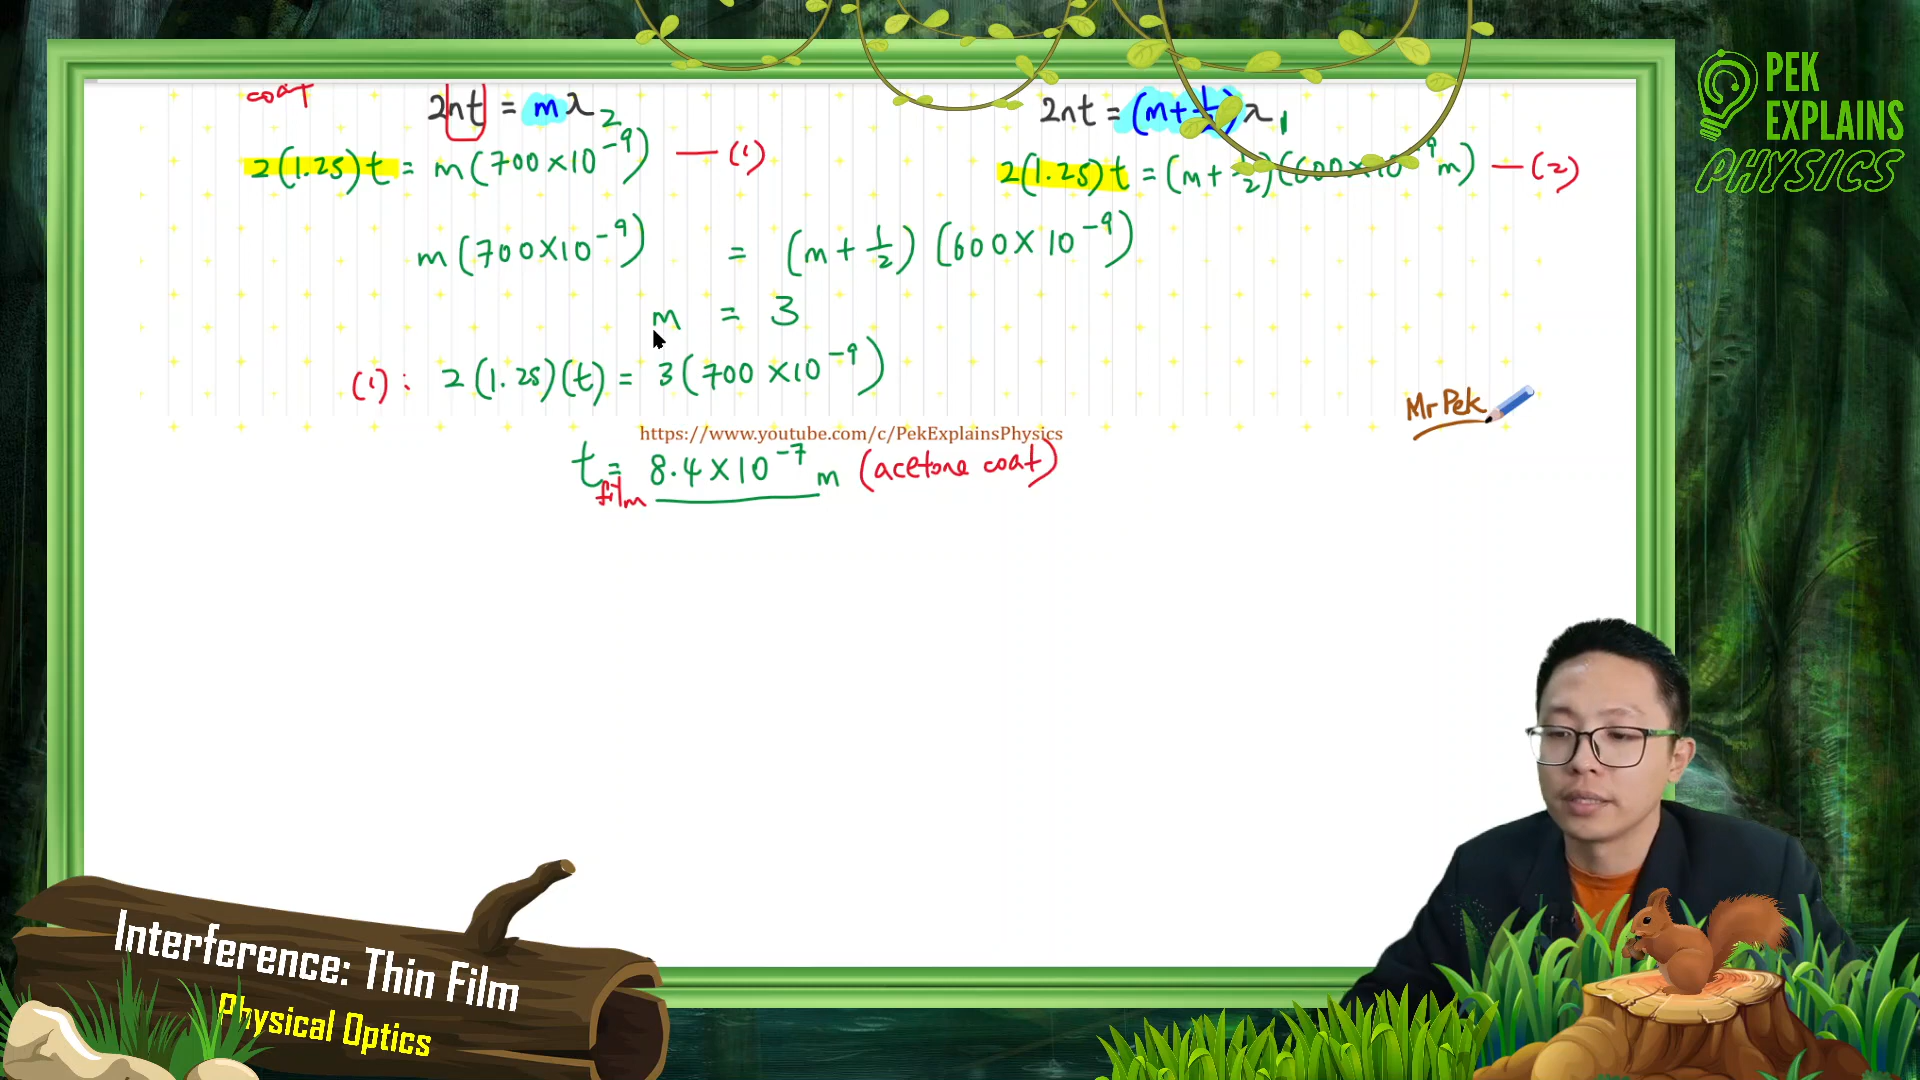 coat
2nt = mλ₂
2nt = (m+½)λ₁
2(1.25)t = m(700×10⁻⁹) —(1)
2(1.25)t = (m+½)(600×10⁻⁹m) —(2)
m(700×10⁻⁹) = (m+½)(600×10⁻⁹)
m = 3
(1): 2(1.25)(t) = 3(700×10⁻⁹)
Mr Pek
https://www.youtube.com/c/PekExplainsPhysics
t film = 8.4×10⁻⁷ m (acetone coat)
PEK
EXPLAINS
PHYSICS
Interference: Thin Film
Physical Optics